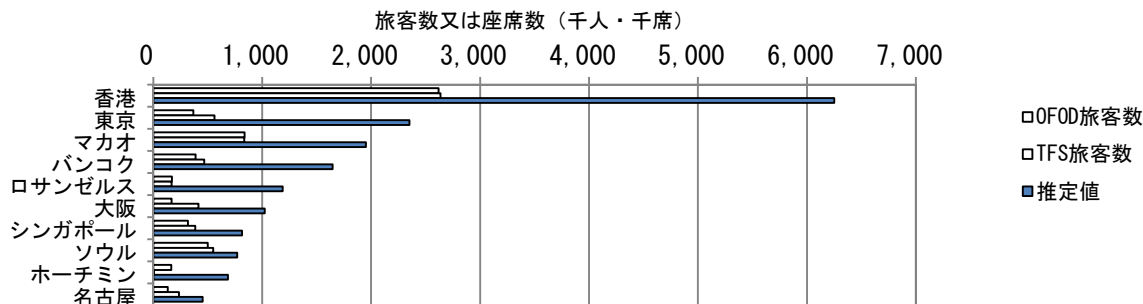 旅客数又は座席数（千人・千席）
0 1,000 2,000 3,000 4,000 5,000 6,000 7,000
香港
東京
マカオ
バンコク
ロサンゼルス
大阪
シンガポール
ソウル
ホーチミン
名古屋
OFOD旅客数
TFS旅客数
推定値